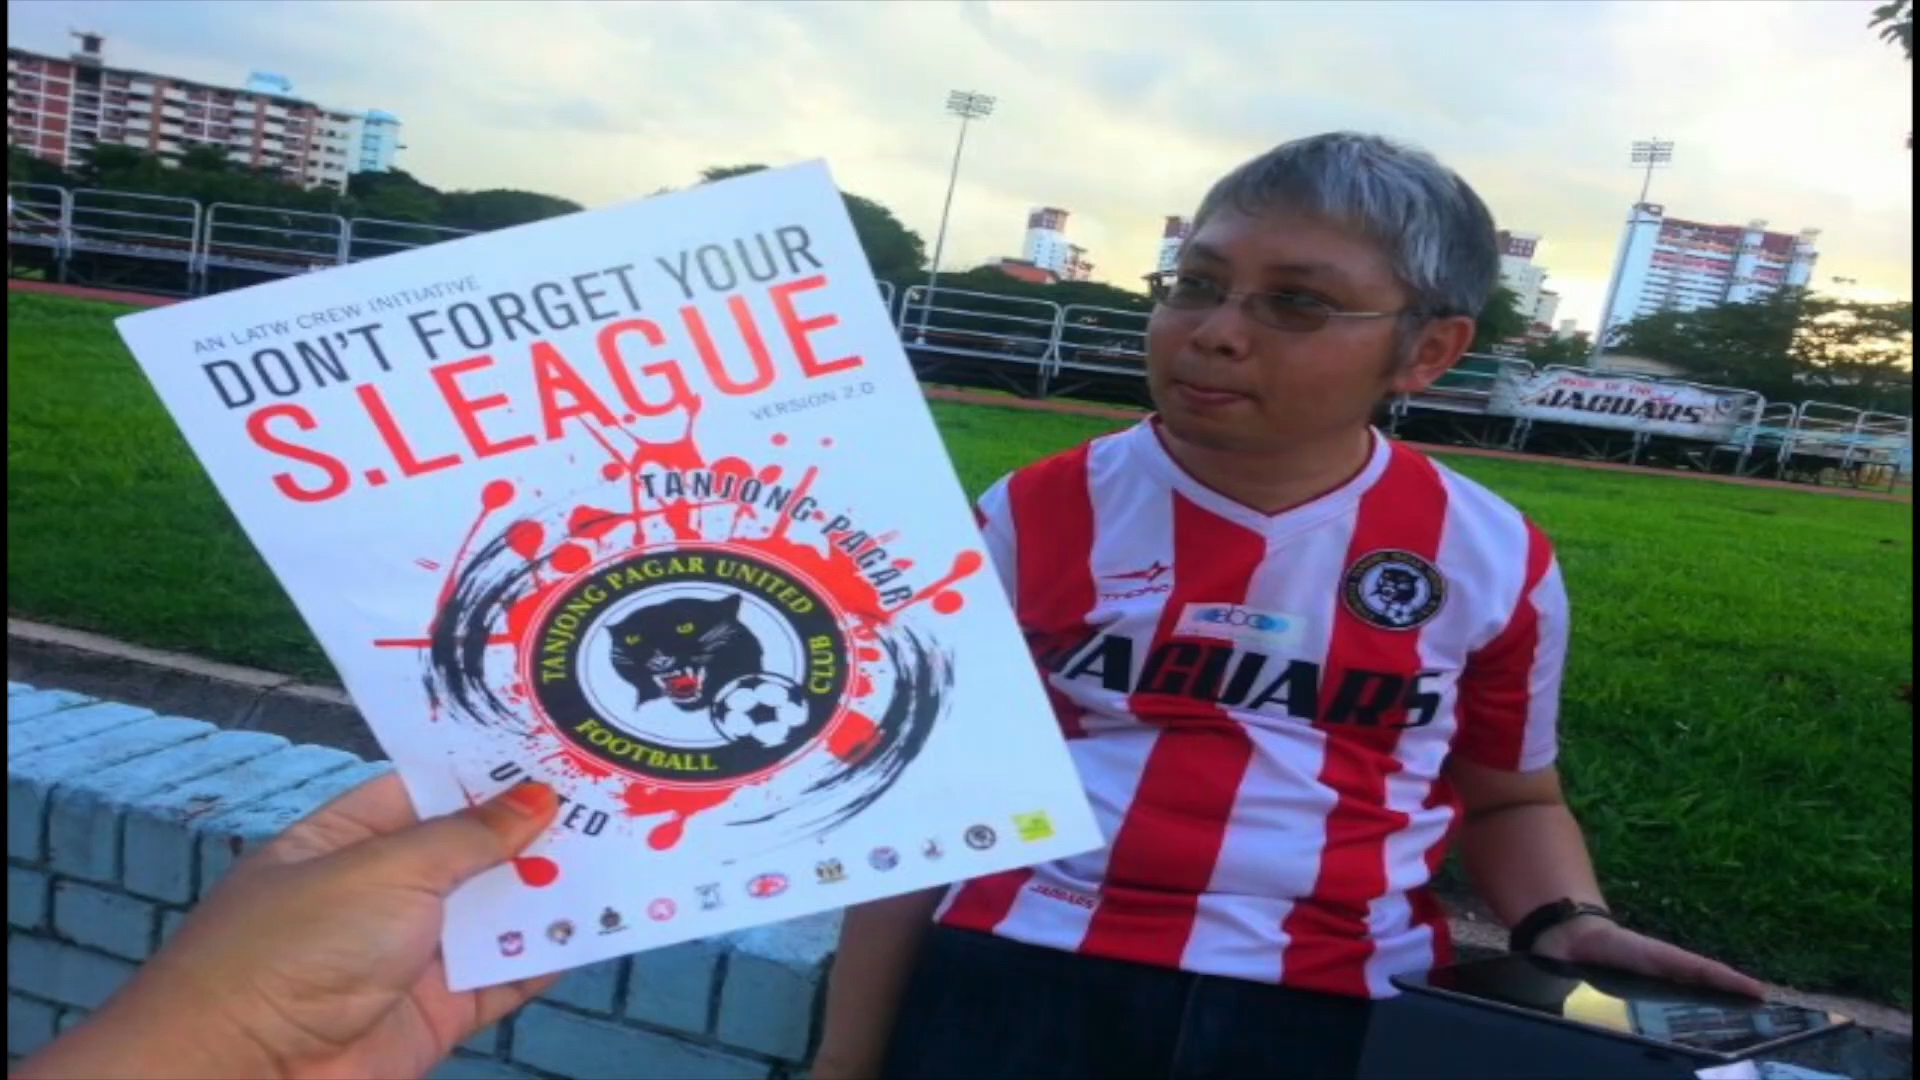 AN LATW CREW INITIATIVE
DON'T FORGET YOUR
S.LEAGUE
VERSION 2.0
TANJONG PAGAR
TANJONG PAGAR UNITED
FOOTBALL CLUB
JAGUARS
JAGUARS
JAGUARS